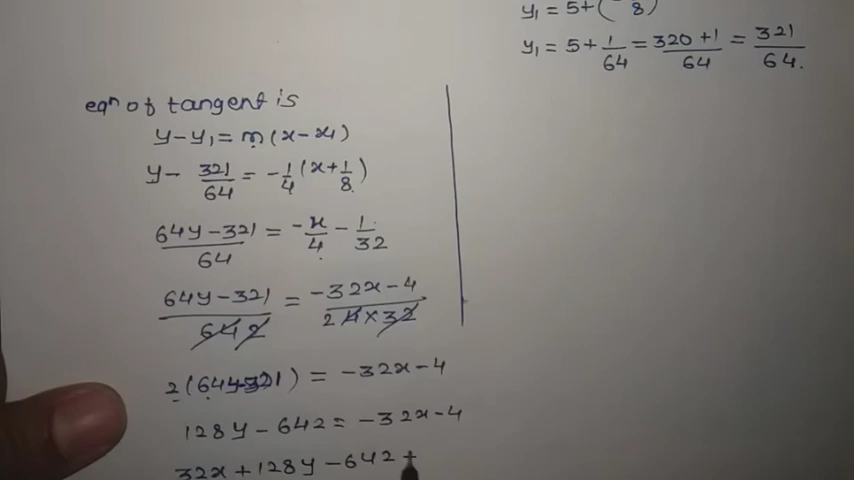 y₁ = 5+(  8)
y₁ = 5+ 1/64 = 320+1/64 = 321/64.
eqⁿ of tangent is
y-y₁ = m(x-x₁)
y- 321/64 = -1/4 (x+1/8)
64y-321/64 = -x/4 - 1/32
64y-321/64 2 = -32x-4/2 4×32
2(64y-321) = -32x-4
128y-642 = -32x-4
32x+128y-642+